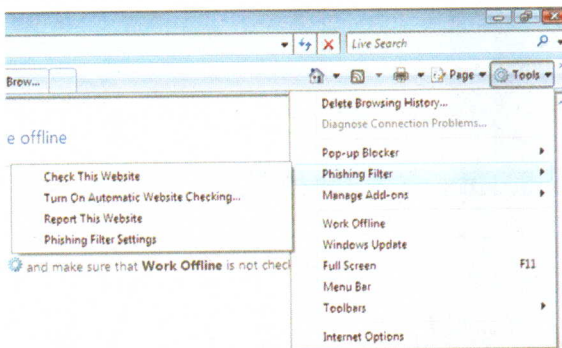 Live Search
Brow...
Page
Tools
Delete Browsing History...
Diagnose Connection Problems...
e offline
Pop-up Blocker
Phishing Filter
Manage Add-ons
Check This Website
Turn On Automatic Website Checking...
Report This Website
Phishing Filter Settings
Work Offline
Windows Update
and make sure that Work Offline is not check
Full Screen F11
Menu Bar
Toolbars
Internet Options